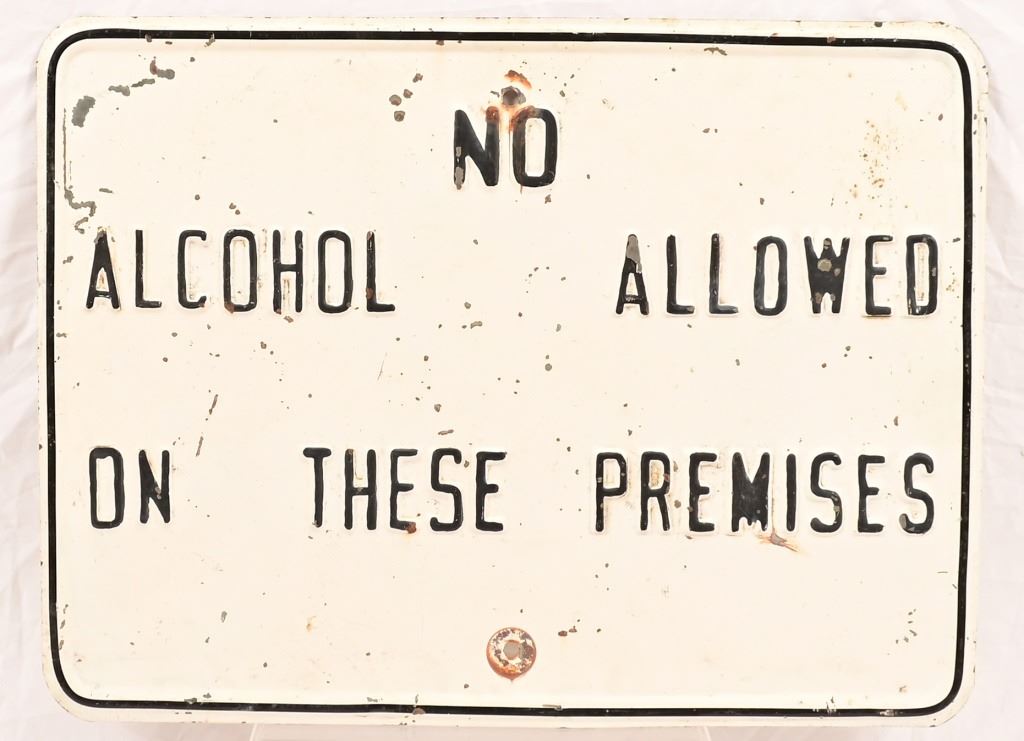 NO
ALCOHOL ALLOWED
ON THESE PREMISES